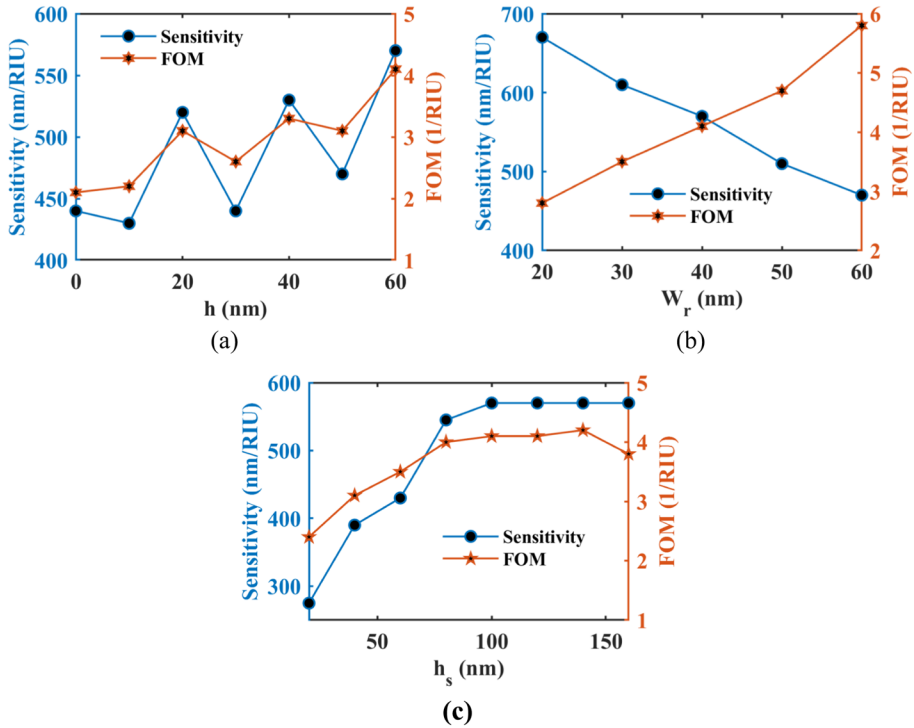 600
550
500
450
400
Sensitivity (nm/RIU)
Sensitivity
FOM
5
4
3
2
1
FOM (1/RIU)
0 20 40 60
h (nm)
(a)
700
600
500
400
Sensitivity (nm/RIU)
Sensitivity
FOM
6
5
4
3
2
FOM (1/RIU)
20 30 40 50 60
W_r (nm)
(b)
600
500
400
300
Sensitivity (nm/RIU)
Sensitivity
FOM
5
4
3
2
1
FOM (1/RIU)
50 100 150
h_s (nm)
(c)